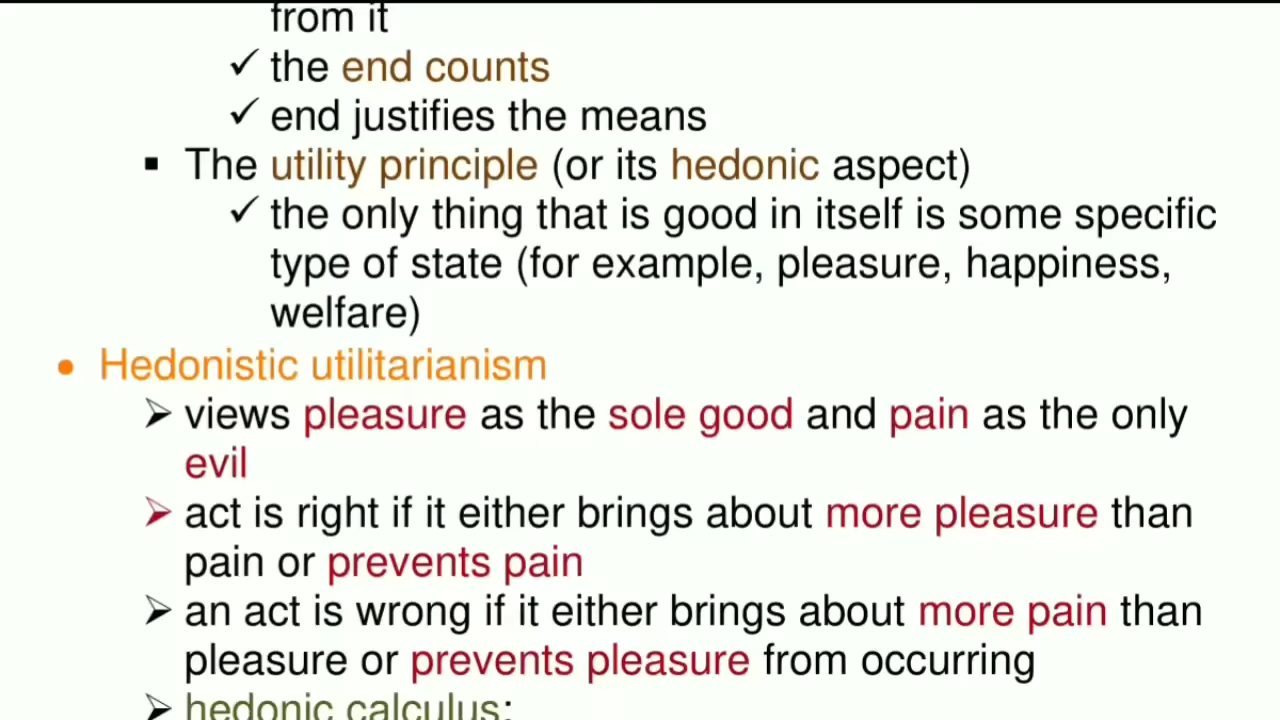 from it
✓ the end counts
✓ end justifies the means
▪ The utility principle (or its hedonic aspect)
✓ the only thing that is good in itself is some specific
type of state (for example, pleasure, happiness,
welfare)
• Hedonistic utilitarianism
➢ views pleasure as the sole good and pain as the only
evil
➢ act is right if it either brings about more pleasure than
pain or prevents pain
➢ an act is wrong if it either brings about more pain than
pleasure or prevents pleasure from occurring
➢ hedonic calculus: